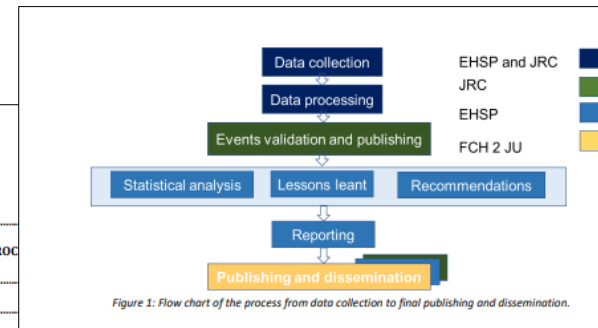 Data collection
EHSP and JRC
JRC
Data processing
EHSP
Events validation and publishing
FCH 2 JU
Statistical analysis
Lessons leant
Recommendations
Reporting
Publishing and dissemination
Figure 1: Flow chart of the process from data collection to final publishing and dissemination.